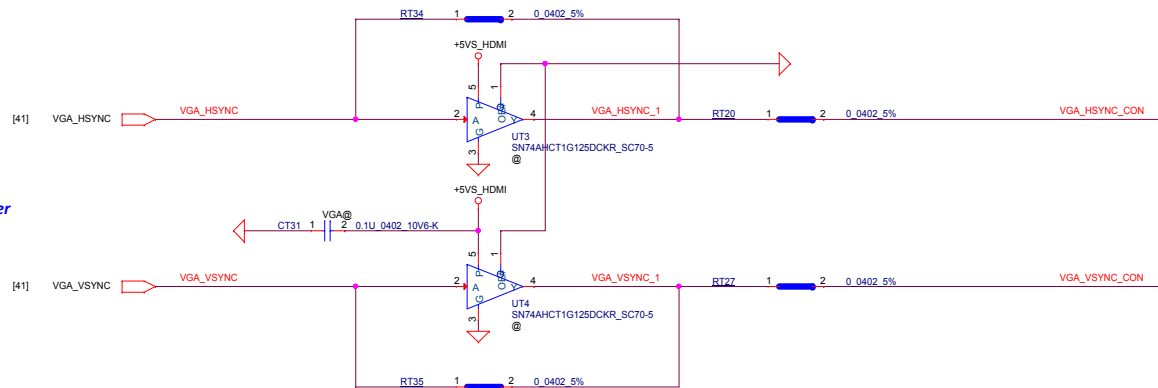 RT34 1 2 0_0402_5%
+5VS_HDMI
5 1
P OE#
[41] VGA_HSYNC VGA_HSYNC 2 A Y 4 VGA_HSYNC_1 RT20 1 2 0_0402_5% VGA_HSYNC_CON
G
3
UT3
SN74AHCT1G125DCKR_SC70-5
@
+5VS_HDMI
er
VGA@
CT31 1 2 0.1U_0402_10V6-K
5 1
P OE#
[41] VGA_VSYNC VGA_VSYNC 2 A Y 4 VGA_VSYNC_1 RT27 1 2 0_0402_5% VGA_VSYNC_CON
G
3
UT4
SN74AHCT1G125DCKR_SC70-5
@
RT35 1 2 0_0402_5%